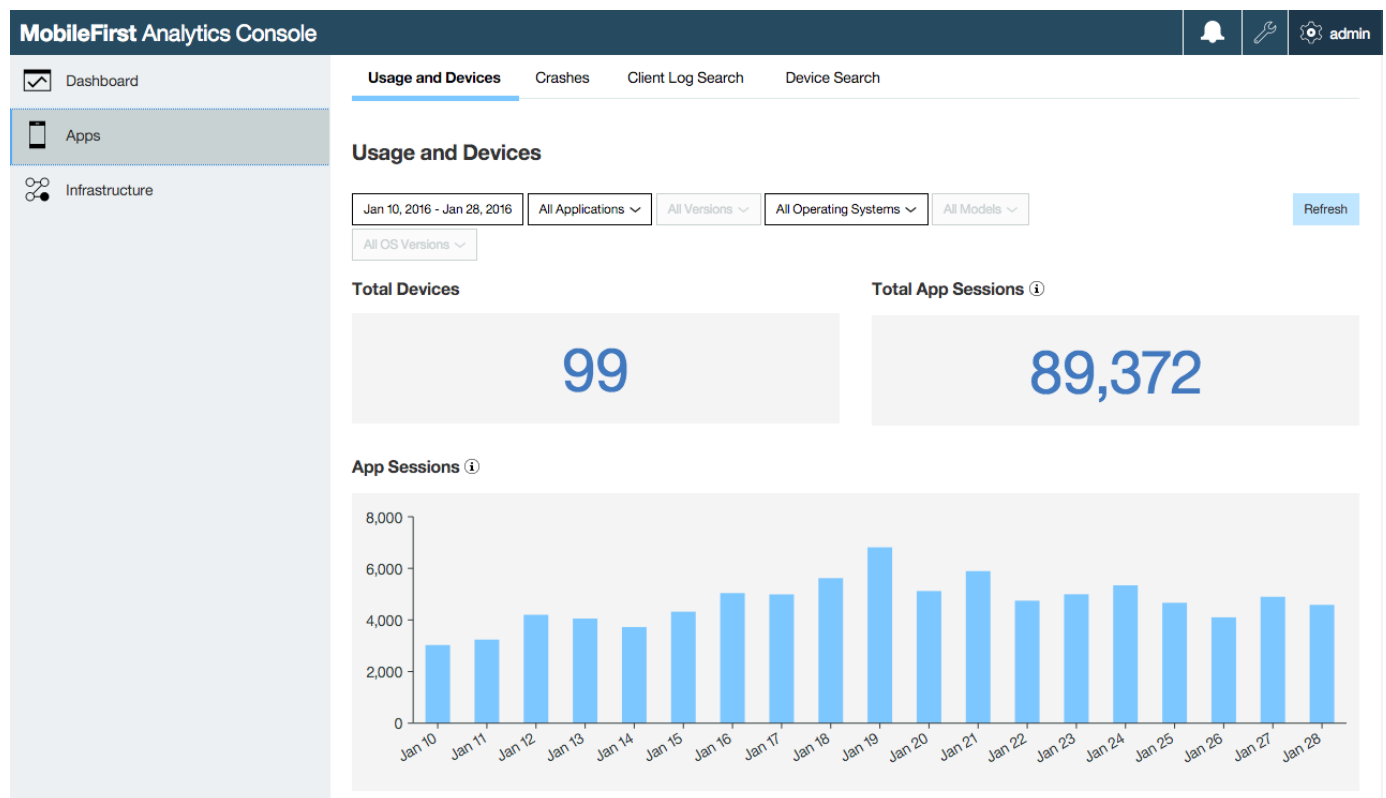 MobileFirst Analytics Console
admin
Dashboard
Apps
Infrastructure
Usage and Devices Crashes Client Log Search Device Search
Usage and Devices
Jan 10, 2016 - Jan 28, 2016 All Applications All Versions All Operating Systems All Models Refresh
All OS Versions
Total Devices
Total App Sessions i
99
89,372
App Sessions i
8,000
6,000
4,000
2,000
0
Jan 10 Jan 11 Jan 12 Jan 13 Jan 14 Jan 15 Jan 16 Jan 17 Jan 18 Jan 19 Jan 20 Jan 21 Jan 22 Jan 23 Jan 24 Jan 25 Jan 26 Jan 27 Jan 28